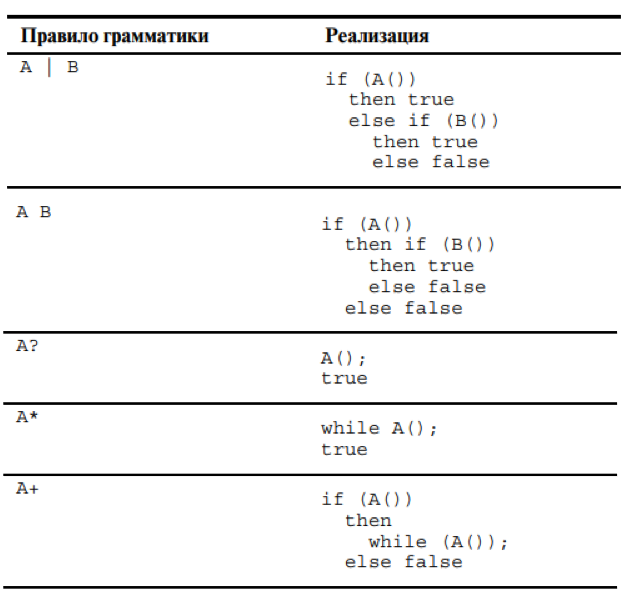 Правило грамматики Реализация
A | B
if (A())
then true
else if (B())
then true
else false
A B
if (A())
then if (B())
then true
else false
else false
A?
A();
true
A*
while A();
true
A+
if (A())
then
while (A());
else false